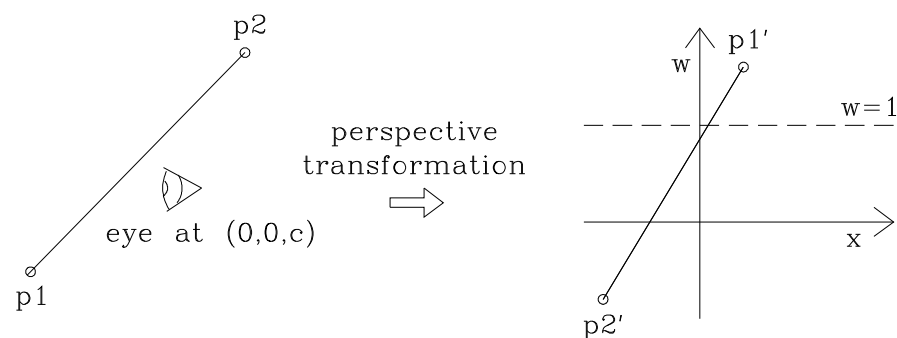 p2
p1
eye at (0,0,c)
perspective
transformation
p1′
w
w=1
x
p2′